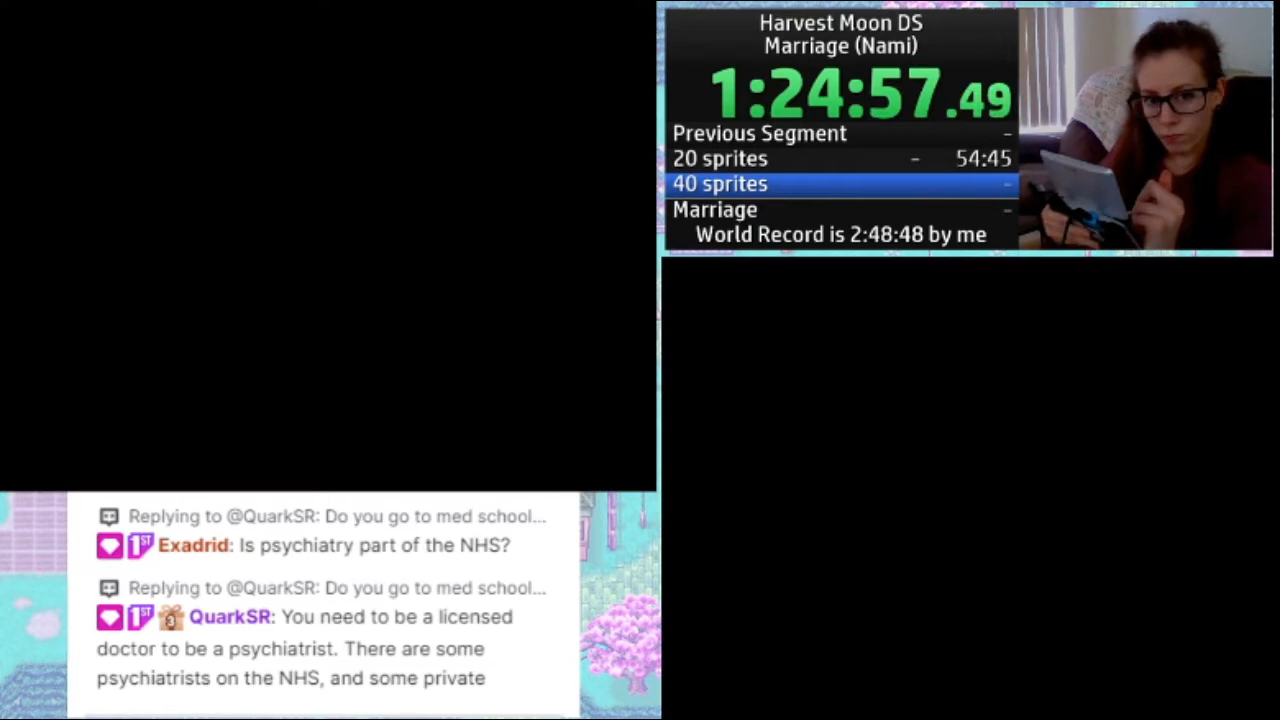 Harvest Moon DS
Marriage (Nami)
1:24:57.49
Previous Segment -
20 sprites - 54:45
40 sprites -
Marriage -
World Record is 2:48:48 by me
Replying to @QuarkSR: Do you go to med school...
1ST Exadrid: Is psychiatry part of the NHS?
Replying to @QuarkSR: Do you go to med school...
1ST 3 QuarkSR: You need to be a licensed
doctor to be a psychiatrist. There are some
psychiatrists on the NHS, and some private